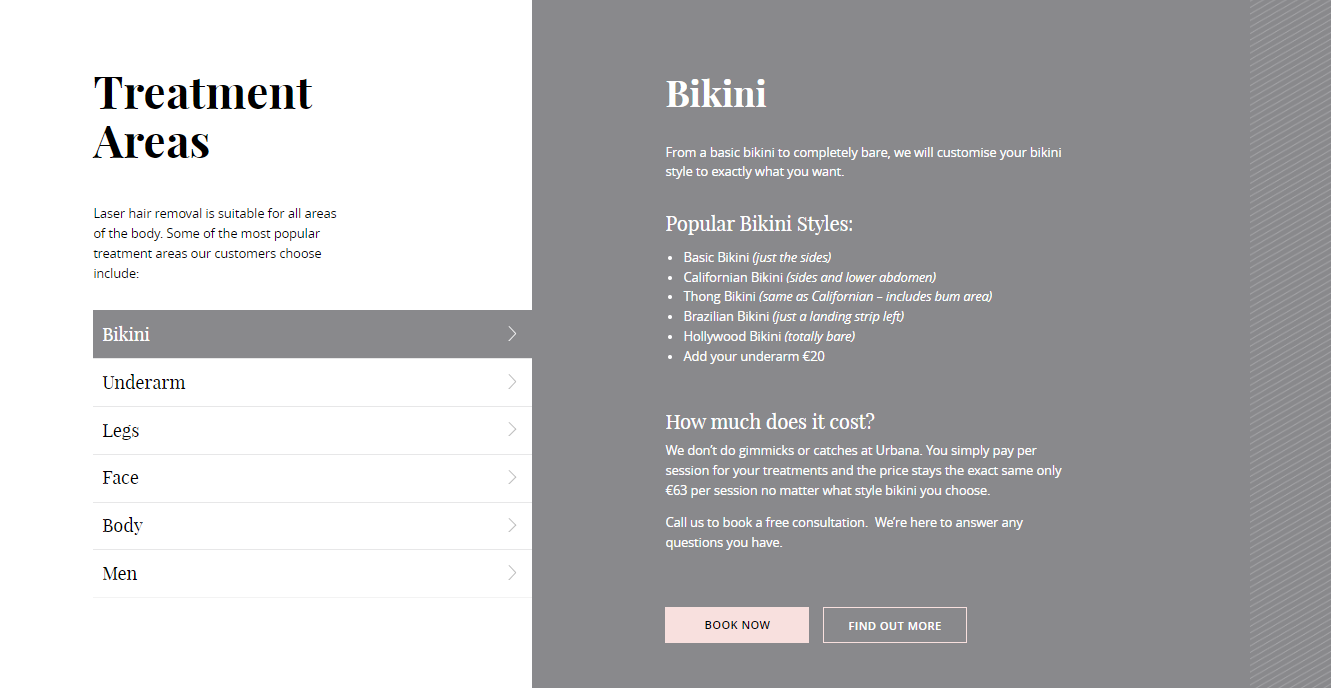 Treatment
Areas
Laser hair removal is suitable for all areas
of the body. Some of the most popular
treatment areas our customers choose
include:
Bikini
Underarm
Legs
Face
Body
Men
Bikini
From a basic bikini to completely bare, we will customise your bikini
style to exactly what you want.
Popular Bikini Styles:
• Basic Bikini (just the sides)
• Californian Bikini (sides and lower abdomen)
• Thong Bikini (same as Californian – includes bum area)
• Brazilian Bikini (just a landing strip left)
• Hollywood Bikini (totally bare)
• Add your underarm €20
How much does it cost?
We don’t do gimmicks or catches at Urbana. You simply pay per
session for your treatments and the price stays the exact same only
€63 per session no matter what style bikini you choose.
Call us to book a free consultation.  We’re here to answer any
questions you have.
BOOK NOW
FIND OUT MORE